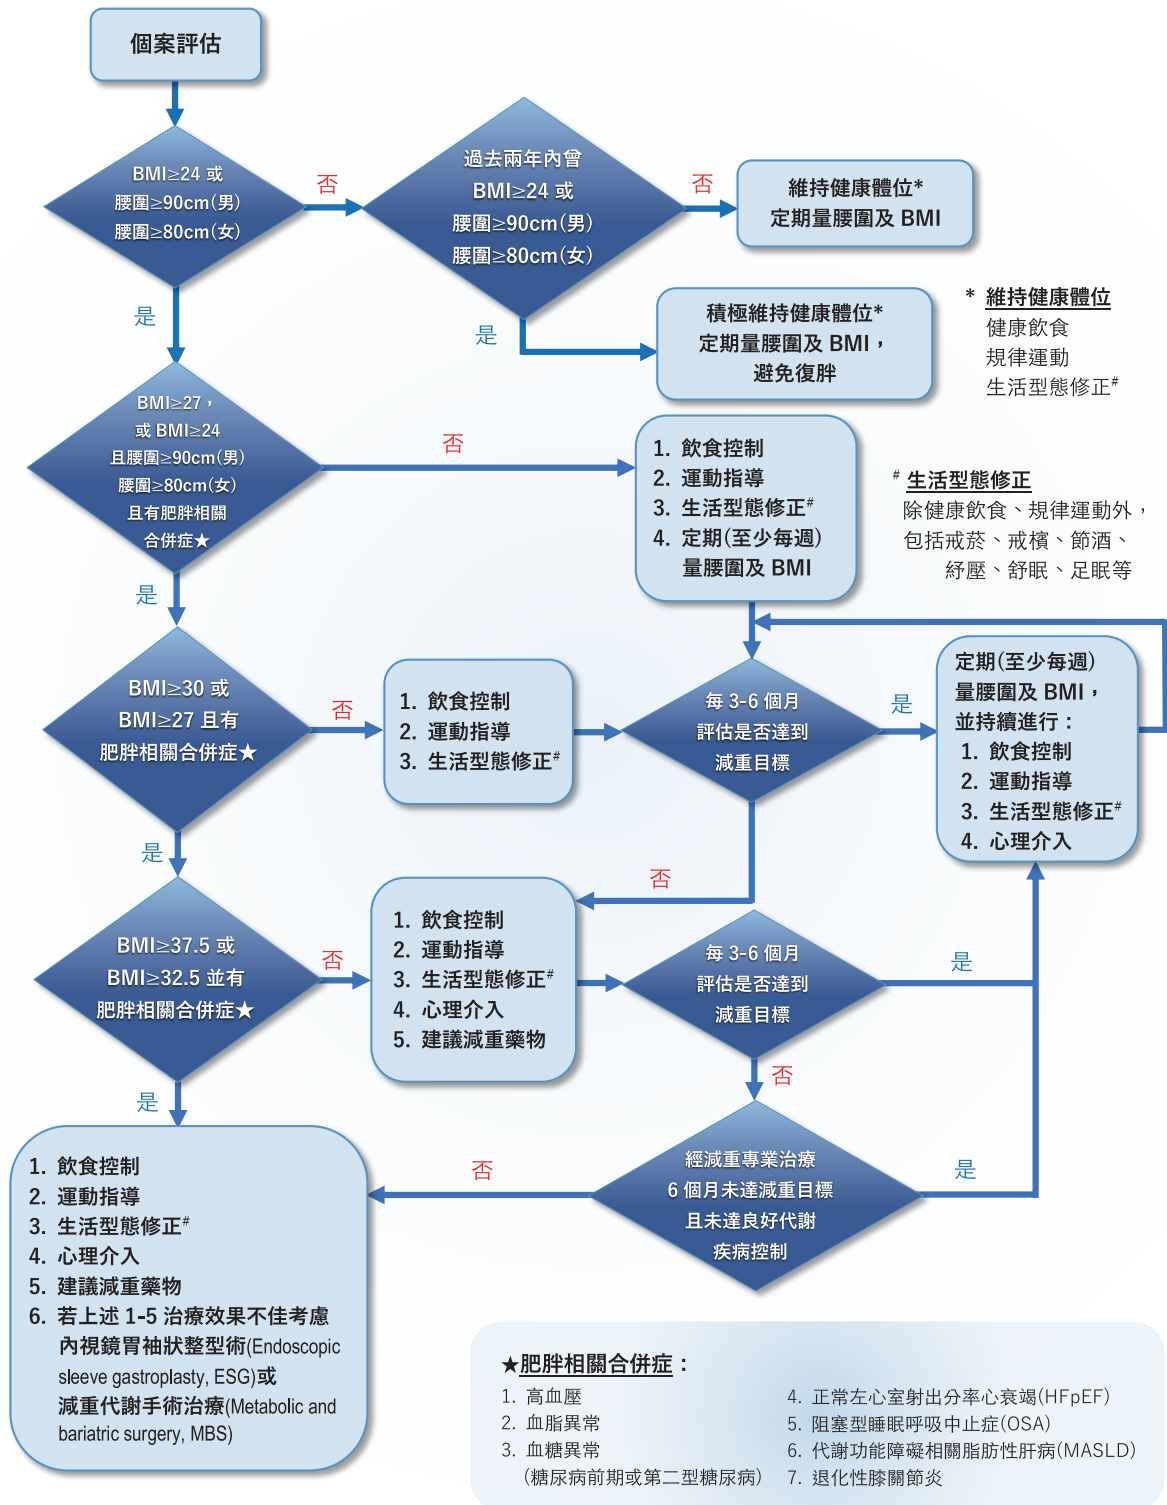 個案評估
BMI≥24 或
腰圍≥90cm(男)
腰圍≥80cm(女)
否
過去兩年內曾
BMI≥24 或
腰圍≥90cm(男)
腰圍≥80cm(女)
否
維持健康體位*
定期量腰圍及 BMI
是
是
積極維持健康體位*
定期量腰圍及 BMI，
避免復胖
* 維持健康體位
健康飲食
規律運動
生活型態修正#
BMI≥27，
或 BMI≥24
且腰圍≥90cm(男)
腰圍≥80cm(女)
且有肥胖相關
合併症★
否
1. 飲食控制
2. 運動指導
3. 生活型態修正#
4. 定期(至少每週)
量腰圍及 BMI
# 生活型態修正
除健康飲食、規律運動外，
包括戒菸、戒檳、節酒、
紓壓、舒眠、足眠等
是
BMI≥30 或
BMI≥27 且有
肥胖相關合併症★
否
1. 飲食控制
2. 運動指導
3. 生活型態修正#
每 3-6 個月
評估是否達到
減重目標
是
定期(至少每週)
量腰圍及 BMI，
並持續進行：
1. 飲食控制
2. 運動指導
3. 生活型態修正#
4. 心理介入
是
否
BMI≥37.5 或
BMI≥32.5 並有
肥胖相關合併症★
否
1. 飲食控制
2. 運動指導
3. 生活型態修正#
4. 心理介入
5. 建議減重藥物
每 3-6 個月
評估是否達到
減重目標
是
否
是
經減重專業治療
6 個月未達減重目標
且未達良好代謝
疾病控制
否
是
1. 飲食控制
2. 運動指導
3. 生活型態修正#
4. 心理介入
5. 建議減重藥物
6. 若上述 1-5 治療效果不佳考慮
內視鏡胃袖狀整型術(Endoscopic
sleeve gastroplasty, ESG)或
減重代謝手術治療(Metabolic and
bariatric surgery, MBS)
★肥胖相關合併症：
1. 高血壓
2. 血脂異常
3. 血糖異常
(糖尿病前期或第二型糖尿病)
4. 正常左心室射出分率心衰竭(HFpEF)
5. 阻塞型睡眠呼吸中止症(OSA)
6. 代謝功能障礙相關脂肪性肝病(MASLD)
7. 退化性膝關節炎